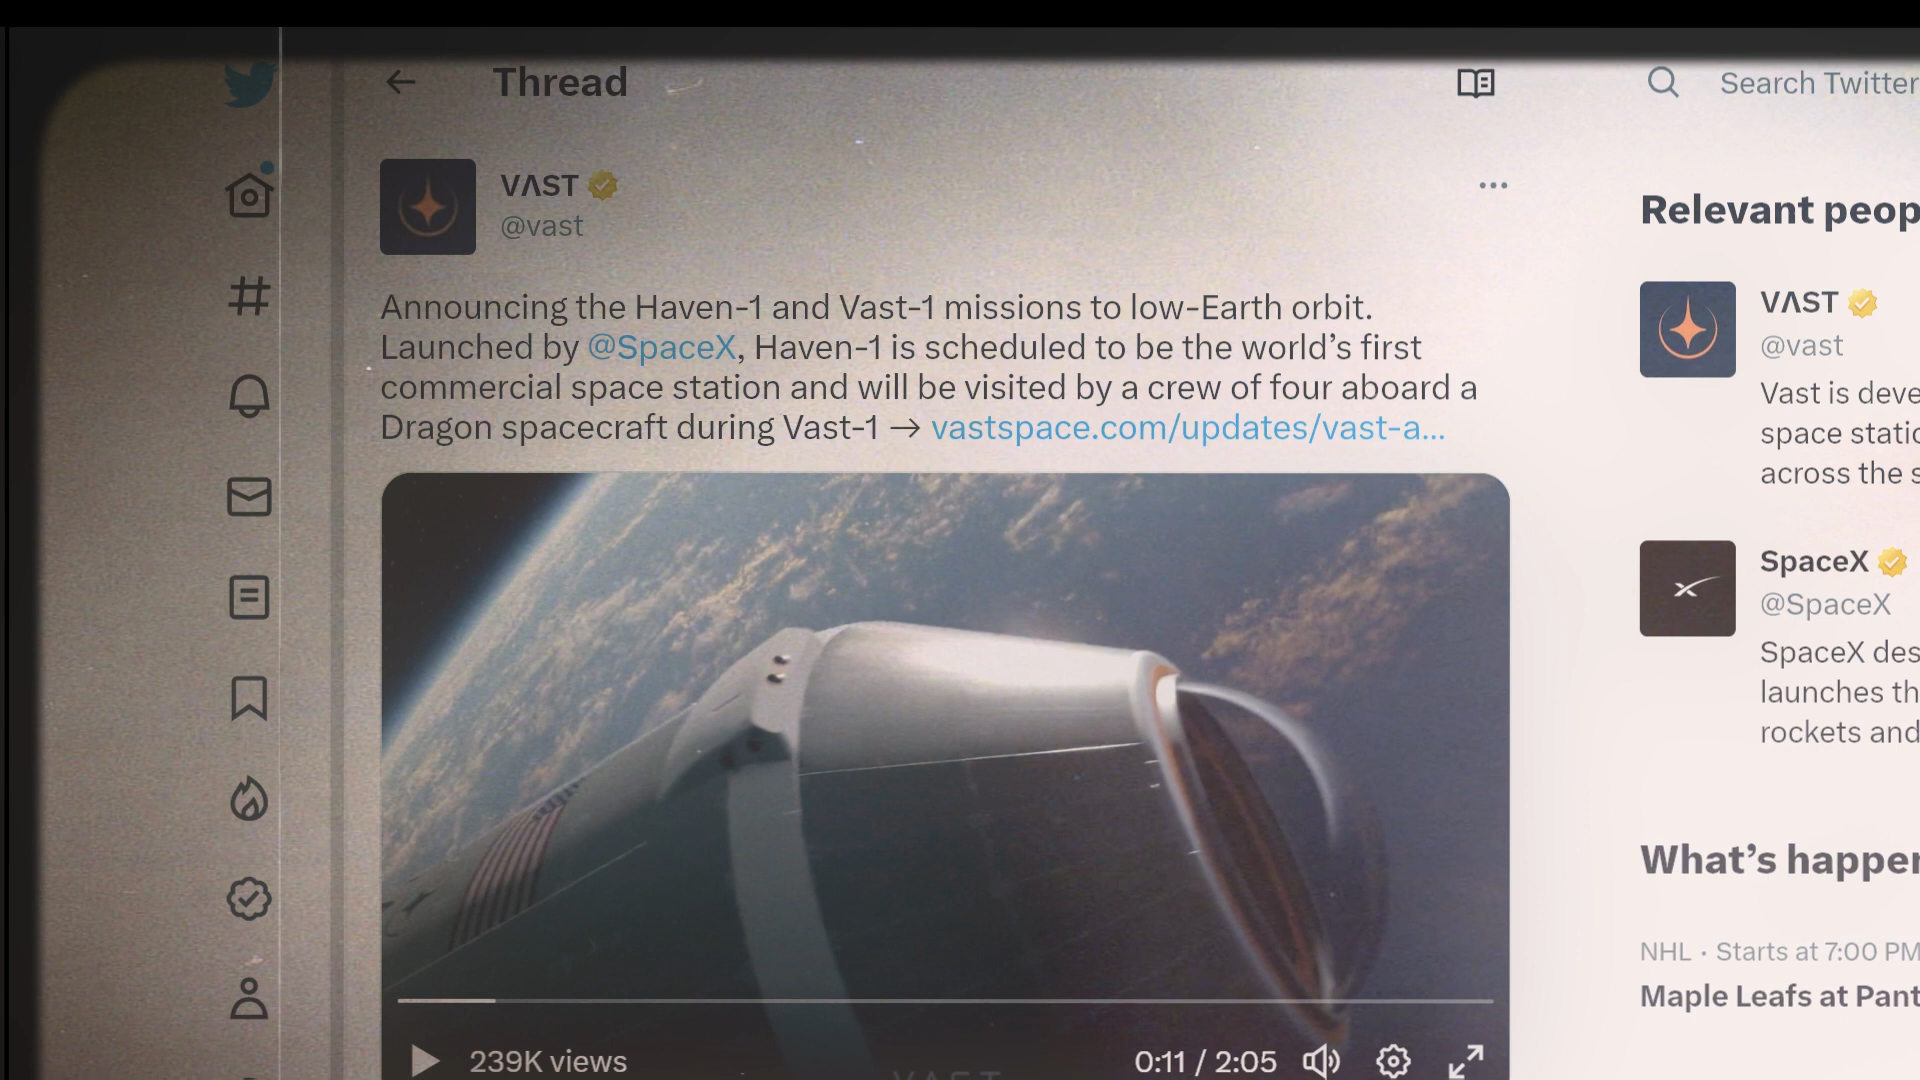 Thread
Search Twitter
VΛST
@vast
Announcing the Haven-1 and Vast-1 missions to low-Earth orbit.
Launched by @SpaceX, Haven-1 is scheduled to be the world’s first
commercial space station and will be visited by a crew of four aboard a
Dragon spacecraft during Vast-1 → vastspace.com/updates/vast-a...
239K views
0:11 / 2:05
VΛST
Relevant peop
VΛST
@vast
Vast is deve
space static
across the s
SpaceX
@SpaceX
SpaceX des
launches th
rockets and
What’s happen
NHL · Starts at 7:00 PM
Maple Leafs at Pant